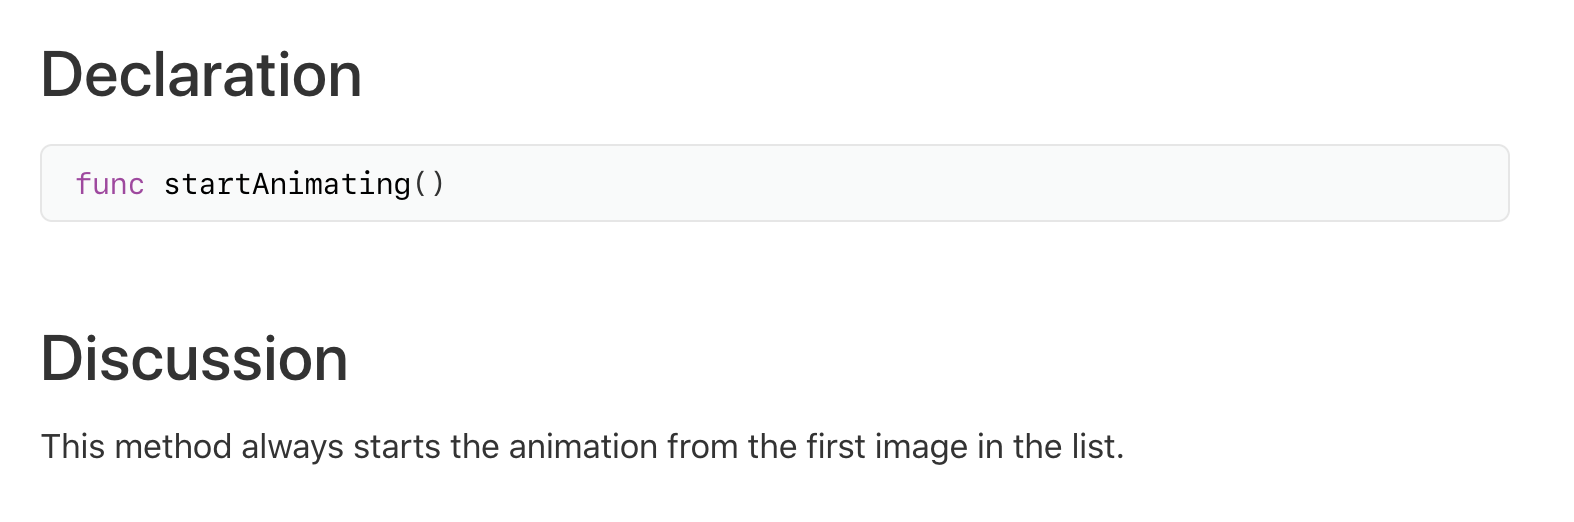 Declaration
func startAnimating()
Discussion
This method always starts the animation from the first image in the list.